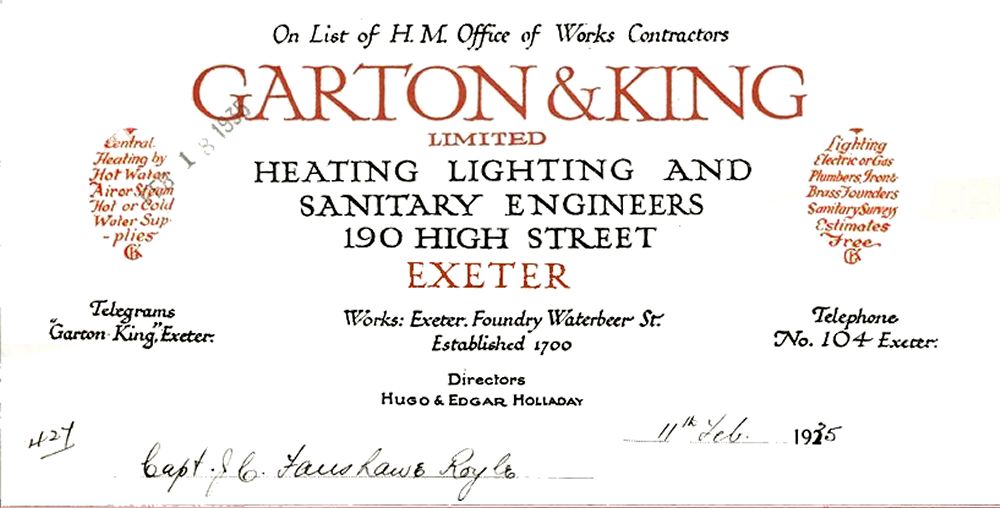 On List of H. M. Office of Works Contractors
GARTON & KING
LIMITED
HEATING LIGHTING AND
SANITARY ENGINEERS
190 HIGH STREET
EXETER
18 1935
Central
Heating by
Hot Water
Air or Steam
Hot or Cold
Water Sup-
-plies
GK
Lighting
Electric or Gas
Plumbers, Iron &
Brass Founders
Sanitary Surveys
Estimates
Free
GK
Telegrams
"Garton-King", Exeter.
Works: Exeter. Foundry Waterbeer St.
Established 1700
Telephone
No. 104 Exeter.
Directors
HUGO & EDGAR HOLLADAY
427
11th Feb. 1935
Capt. J. C. Fanshawe Royle